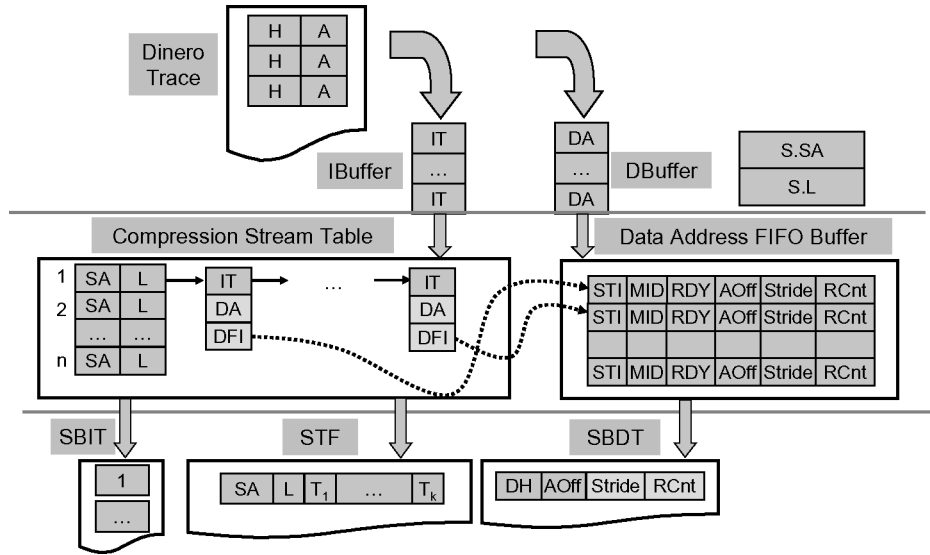 Dinero
Trace
H A
H A
H A
IT
…
IT
IBuffer
DA
…
DA
DBuffer
S.SA
S.L
Compression Stream Table
Data Address FIFO Buffer
1
2
n
SA L
SA L
… …
SA L
IT
DA
DFI
…
IT
DA
DFI
STI MID RDY AOff Stride RCnt
STI MID RDY AOff Stride RCnt
STI MID RDY AOff Stride RCnt
SBIT
STF
SBDT
1
…
SA L T1 … Tk
DH AOff Stride RCnt